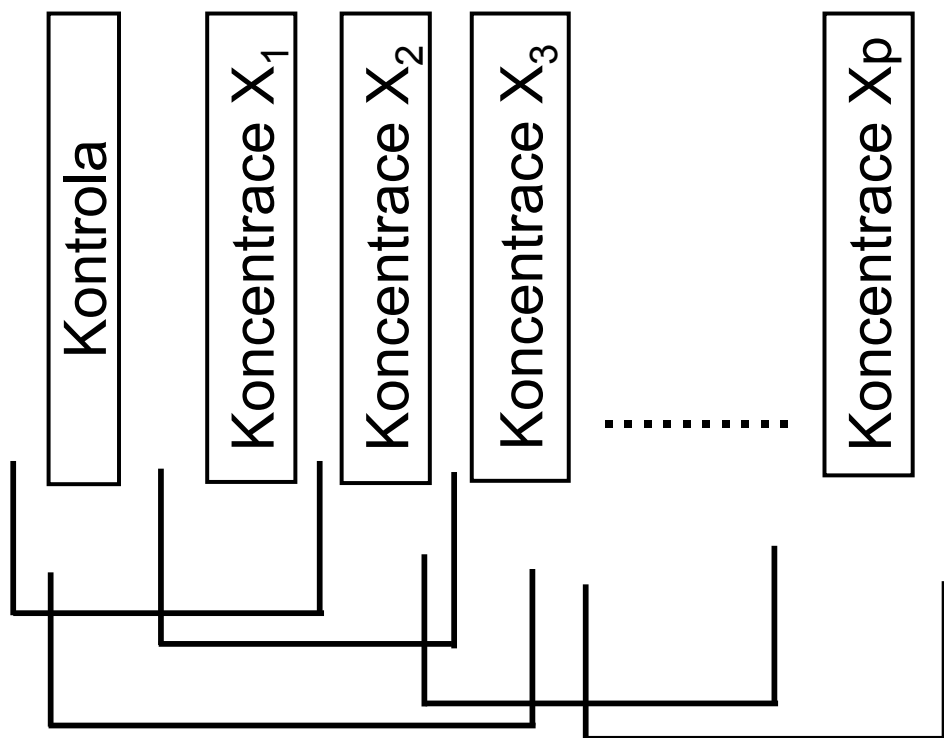 Kontrola
Koncentrace X₁
Koncentrace X₂
Koncentrace X₃
Koncentrace Xp